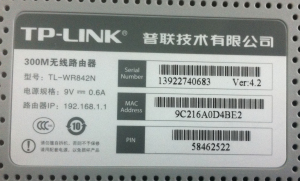 TP-LINK 普联技术有限公司
300M无线路由器
型号: TL-WR842N
电源规格: 9V⎓0.6A
路由器IP: 192.168.1.1
Serial Number
13922740683 Ver:4.2
MAC Address
9C216A0D4BE2
PIN
58462522